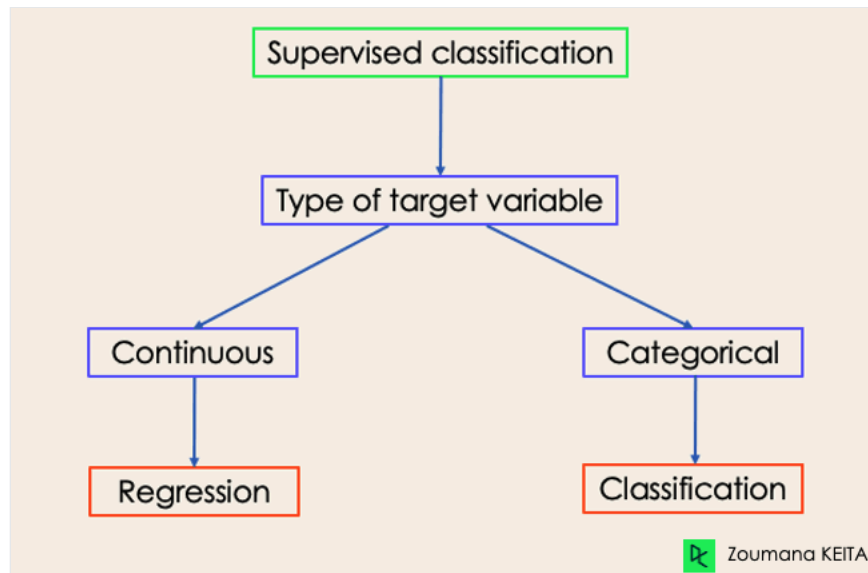 Supervised classification
Type of target variable
Continuous
Categorical
Regression
Classification
Zoumana KEITA